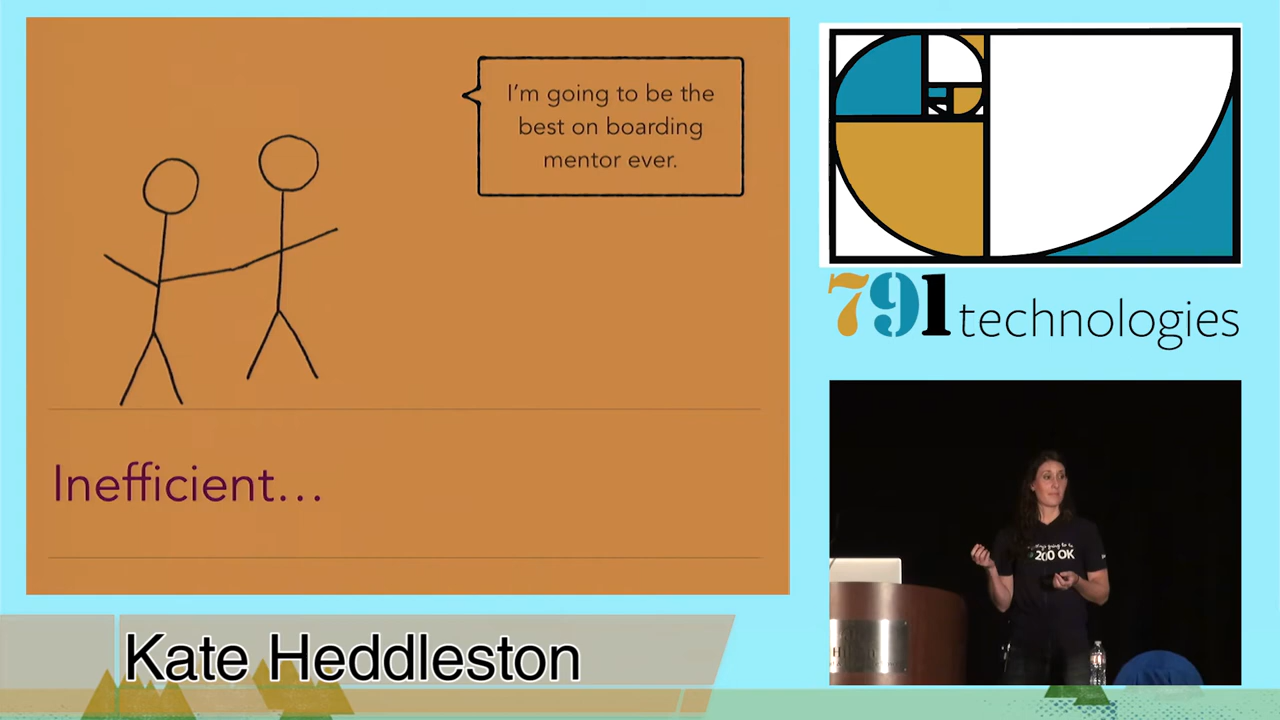 I'm going to be the
best on boarding
mentor ever.
Inefficient...
791 technologies
200 OK
Kate Heddleston